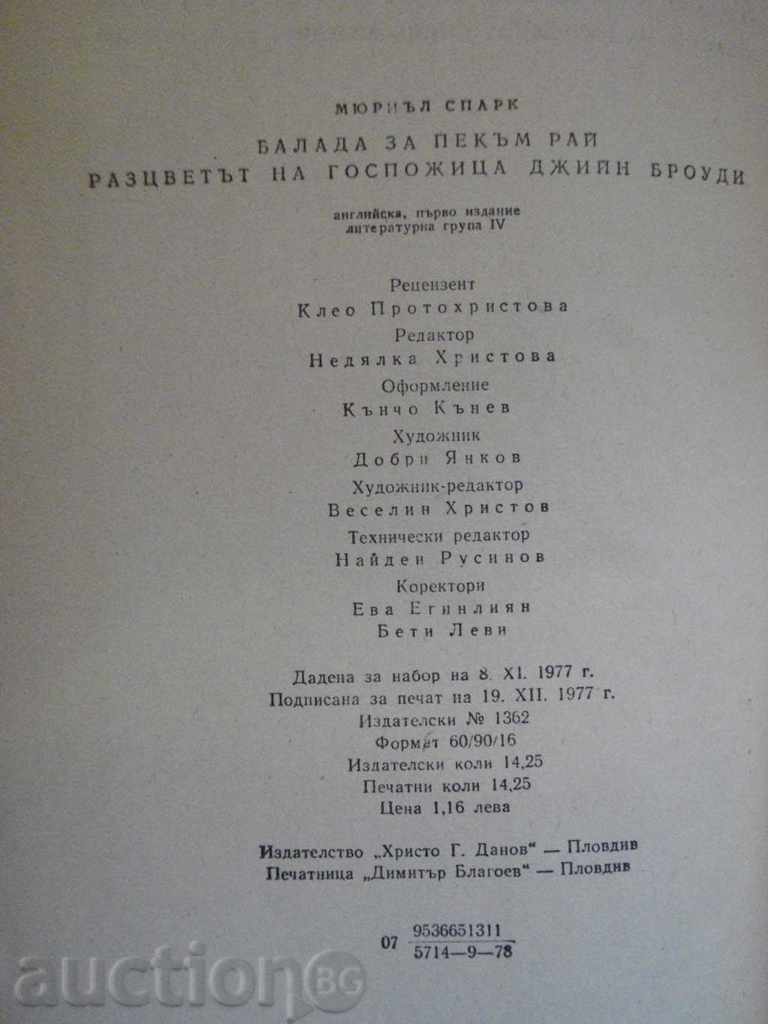 МЮРИЪЛ СПАРК
БАЛАДА ЗА ПЕКЪМ РАЙ
РАЗЦВЕТЪТ НА ГОСПОЖИЦА ДЖИЙН БРОУДИ
английска, първо издание
литературна група IV
Рецензент
Клео Протохристова
Редактор
Недялка Христова
Оформление
Кънчо Кънев
Художник
Добри Янков
Художник-редактор
Веселин Христов
Технически редактор
Найден Русинов
Коректори
Ева Егинлиян
Бети Леви
Дадена за набор на 8. XI. 1977 г.
Подписана за печат на 19. XII. 1977 г.
Издателски № 1362
Формат 60/90/16
Издателски коли 14,25
Печатни коли 14,25
Цена 1,16 лева
Издателство „Христо Г. Данов“ — Пловдив
Печатница „Димитър Благоев“ — Пловдив
07 9536651311
5714—9—78
auctionBG